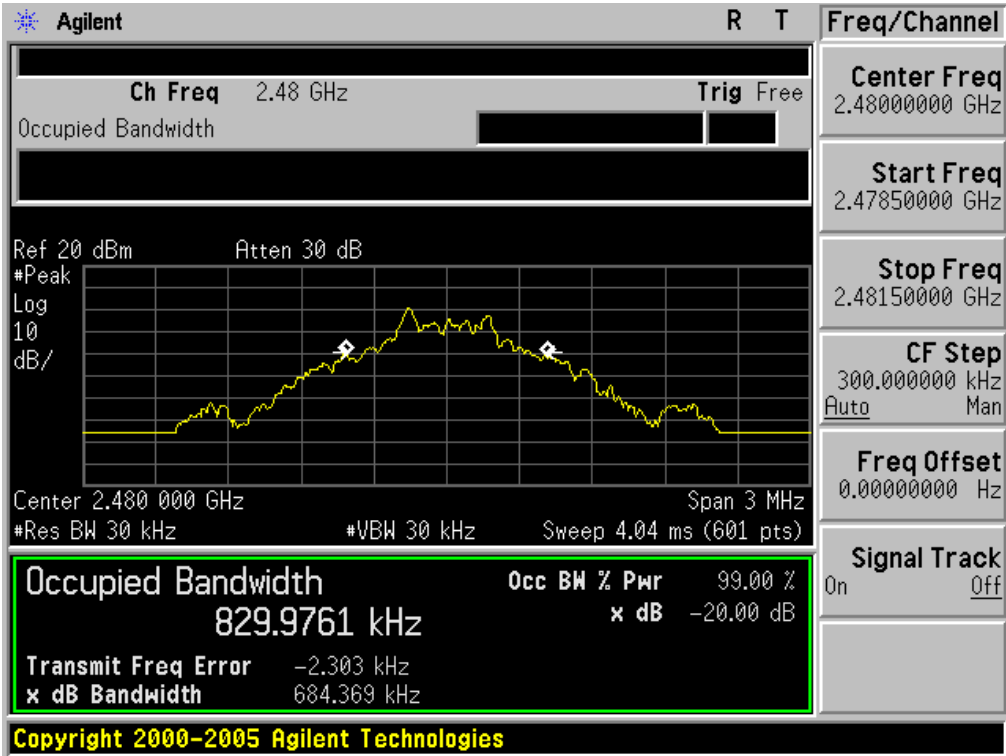 Agilent R T
Ch Freq 2.48 GHz Trig Free
Occupied Bandwidth
Ref 20 dBm Atten 30 dB
#Peak
Log
10
dB/
Center 2.480 000 GHz Span 3 MHz
#Res BW 30 kHz #VBW 30 kHz Sweep 4.04 ms (601 pts)
Occupied Bandwidth
829.9761 kHz
Occ BW % Pwr 99.00 %
x dB -20.00 dB
Transmit Freq Error -2.303 kHz
x dB Bandwidth 684.369 kHz
Copyright 2000-2005 Agilent Technologies
Freq/Channel
Center Freq
2.48000000 GHz
Start Freq
2.47850000 GHz
Stop Freq
2.48150000 GHz
CF Step
300.000000 kHz
Auto Man
Freq Offset
0.00000000 Hz
Signal Track
On Off